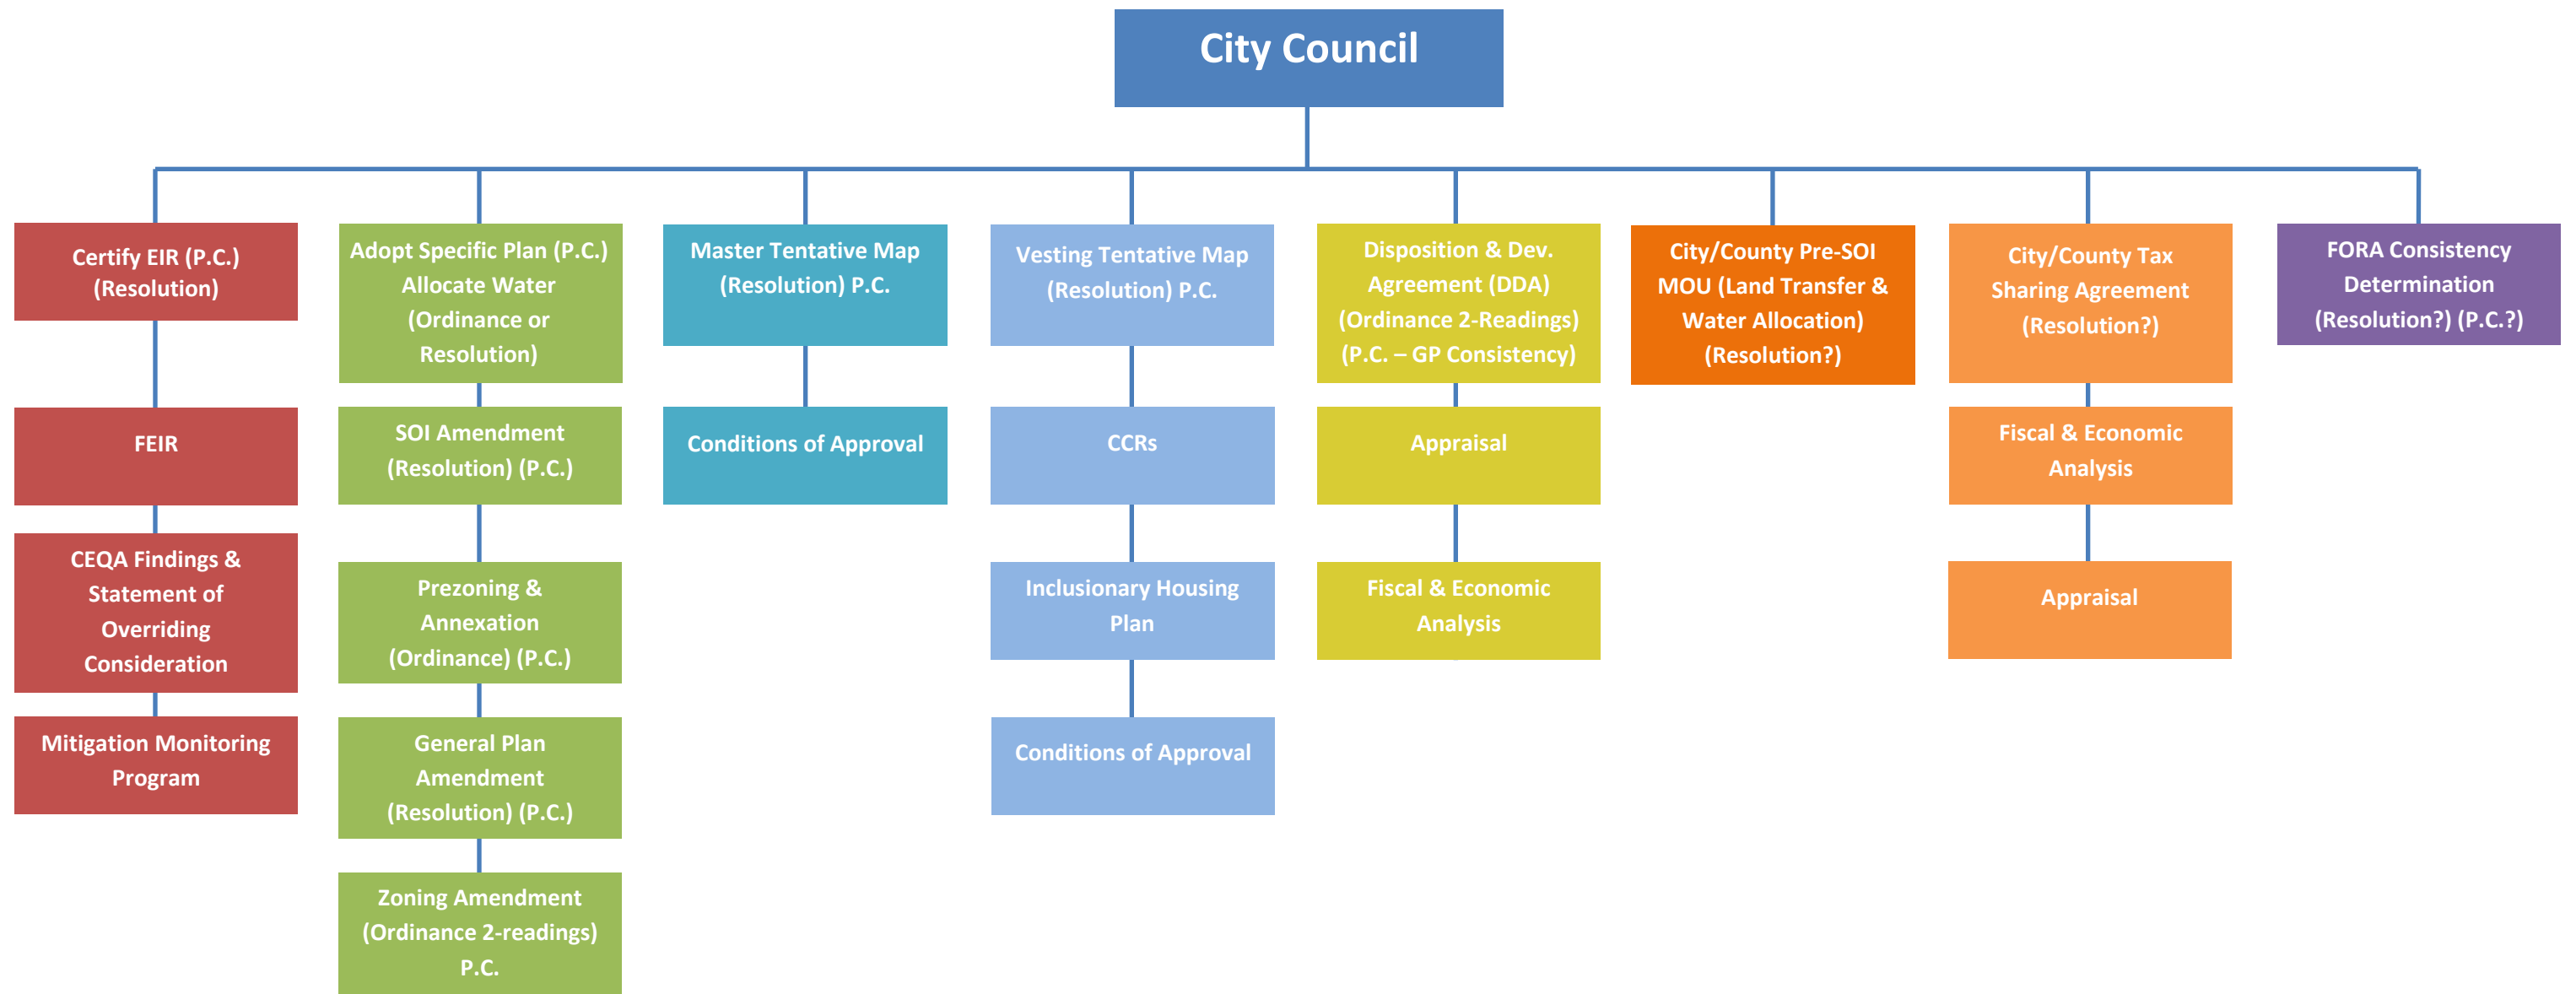 City Council
Certify EIR (P.C.)
(Resolution)
FEIR
CEQA Findings &
Statement of
Overriding
Consideration
Mitigation Monitoring
Program
Adopt Specific Plan (P.C.)
Allocate Water
(Ordinance or
Resolution)
SOI Amendment
(Resolution) (P.C.)
Prezoning &
Annexation
(Ordinance) (P.C.)
General Plan
Amendment
(Resolution) (P.C.)
Zoning Amendment
(Ordinance 2-readings)
P.C.
Master Tentative Map
(Resolution) P.C.
Conditions of Approval
Vesting Tentative Map
(Resolution) P.C.
CCRs
Inclusionary Housing
Plan
Conditions of Approval
Disposition & Dev.
Agreement (DDA)
(Ordinance 2-Readings)
(P.C. – GP Consistency)
Appraisal
Fiscal & Economic
Analysis
City/County Pre-SOI
MOU (Land Transfer &
Water Allocation)
(Resolution?)
City/County Tax
Sharing Agreement
(Resolution?)
Fiscal & Economic
Analysis
Appraisal
FORA Consistency
Determination
(Resolution?) (P.C.?)